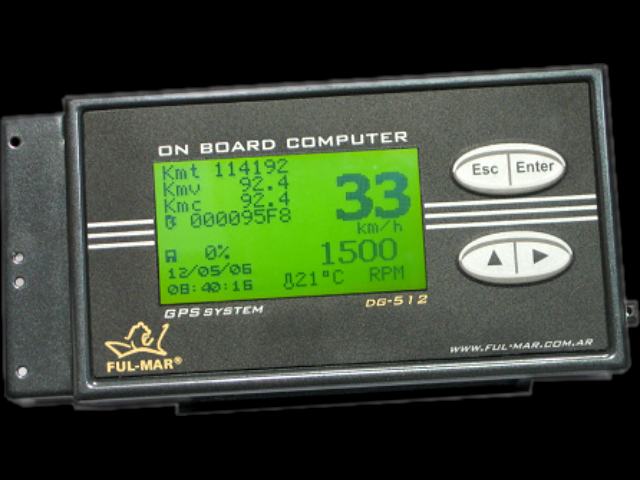 ON BOARD COMPUTER
Kmt 114192
Kmv 92.4
Kmc 92.4
000095F8
33
km/h
0%
1500
RPM
12/05/06
08:40:16
21°C
GPS SYSTEM
DG-512
FUL-MAR®
Esc Enter
WWW.FUL-MAR.COM.AR